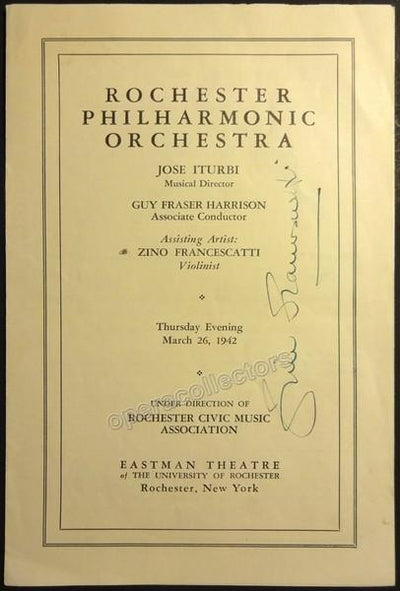 ROCHESTER
PHILHARMONIC
ORCHESTRA
JOSE ITURBI
Musical Director
GUY FRASER HARRISON
Associate Conductor
Assisting Artist:
ZINO FRANCESCATTI
Violinist
Thursday Evening
March 26, 1942
operacollectors
UNDER DIRECTION OF
ROCHESTER CIVIC MUSIC
ASSOCIATION
EASTMAN THEATRE
of THE UNIVERSITY OF ROCHESTER
Rochester, New York